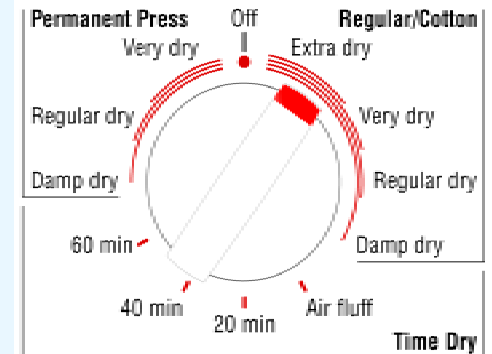 Permanent Press
Off
Regular/Cotton
Very dry
Extra dry
Regular dry
Very dry
Damp dry
Regular dry
60 min
Damp dry
40 min
20 min
Air fluff
Time Dry